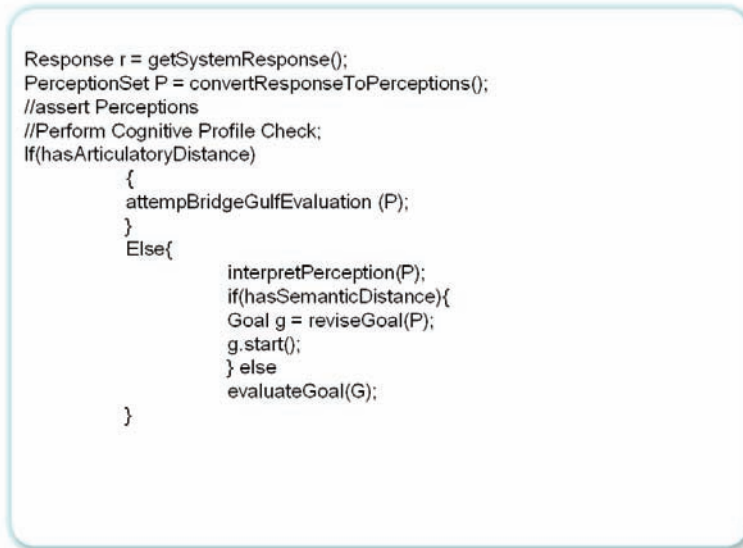 Response r = getSystemResponse();
PerceptionSet P = convertResponseToPerceptions();
//assert Perceptions
//Perform Cognitive Profile Check;
If(hasArticulatoryDistance)
{
attempBridgeGulfEvaluation (P);
}
Else{
interpretPerception(P);
if(hasSemanticDistance){
Goal g = reviseGoal(P);
g.start();
} else
evaluateGoal(G);
}